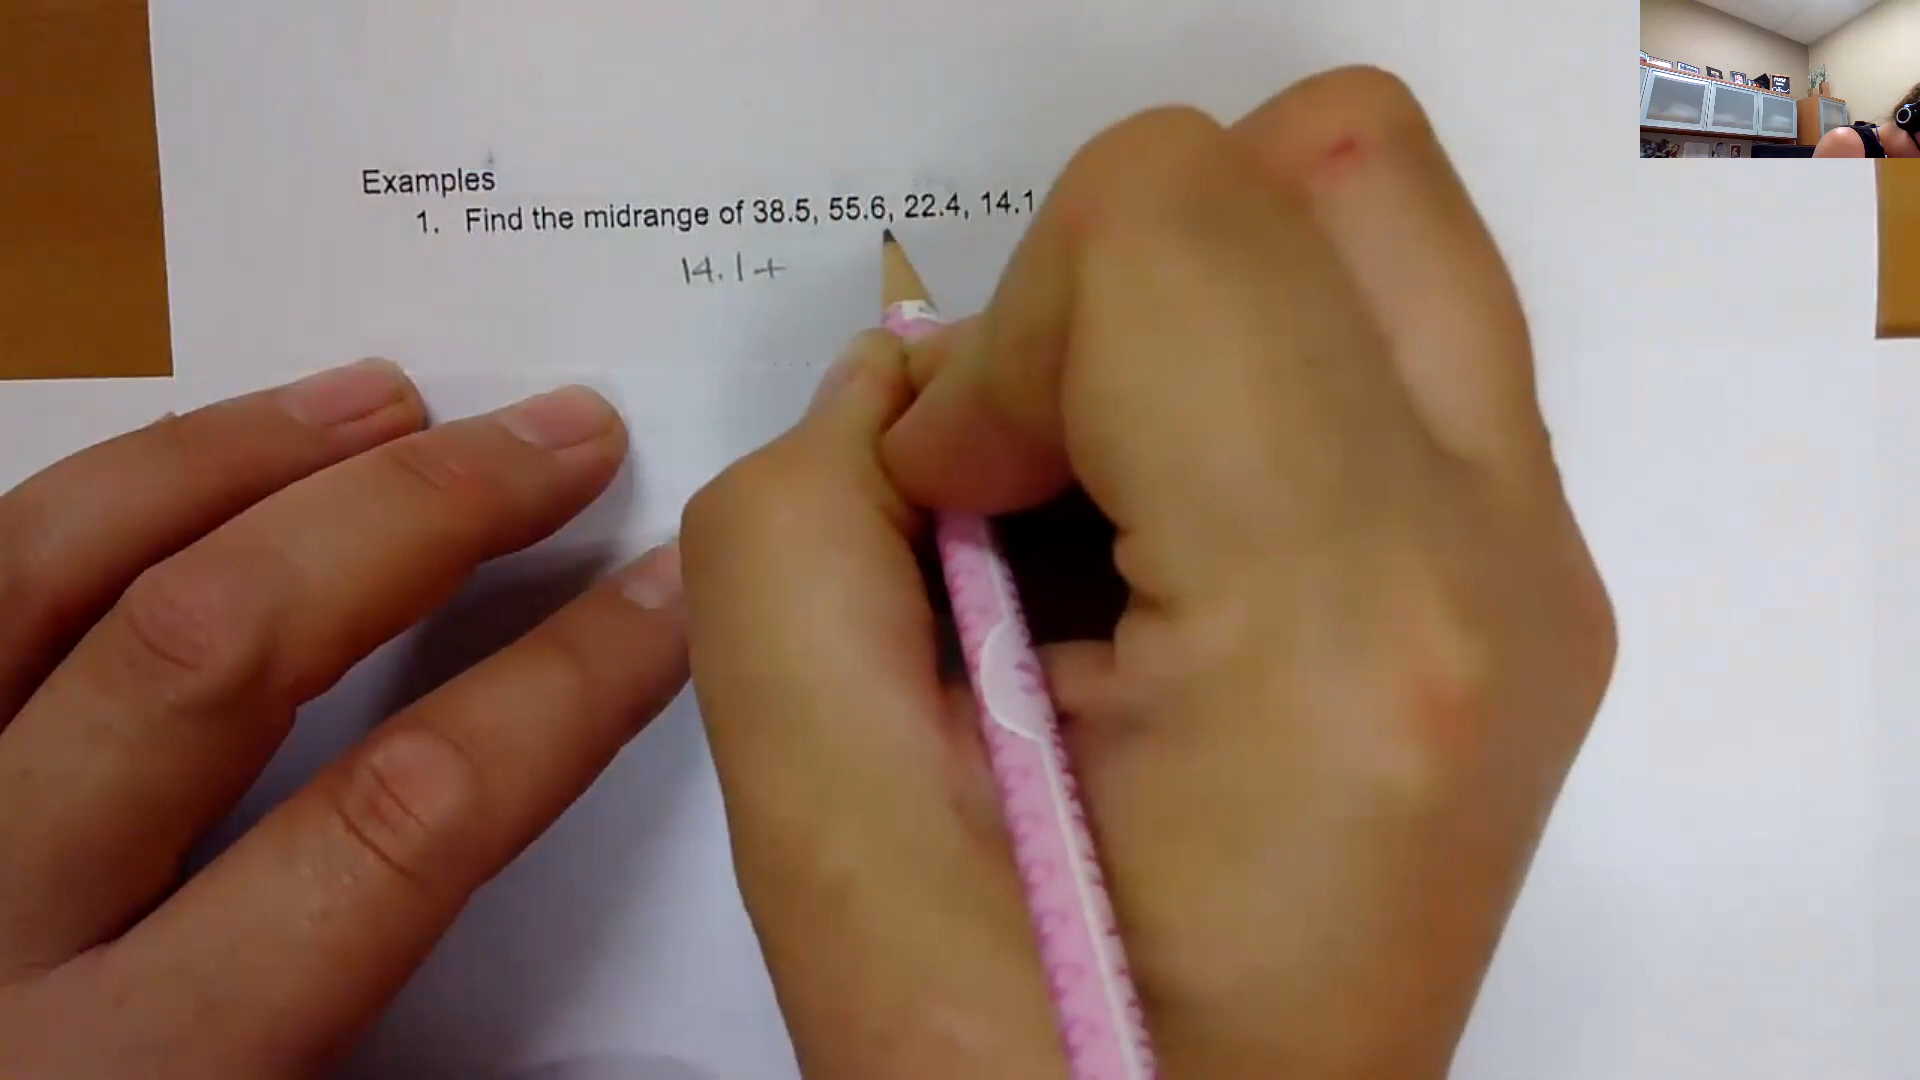 Examples
1. Find the midrange of 38.5, 55.6, 22.4, 14.1
14.1+